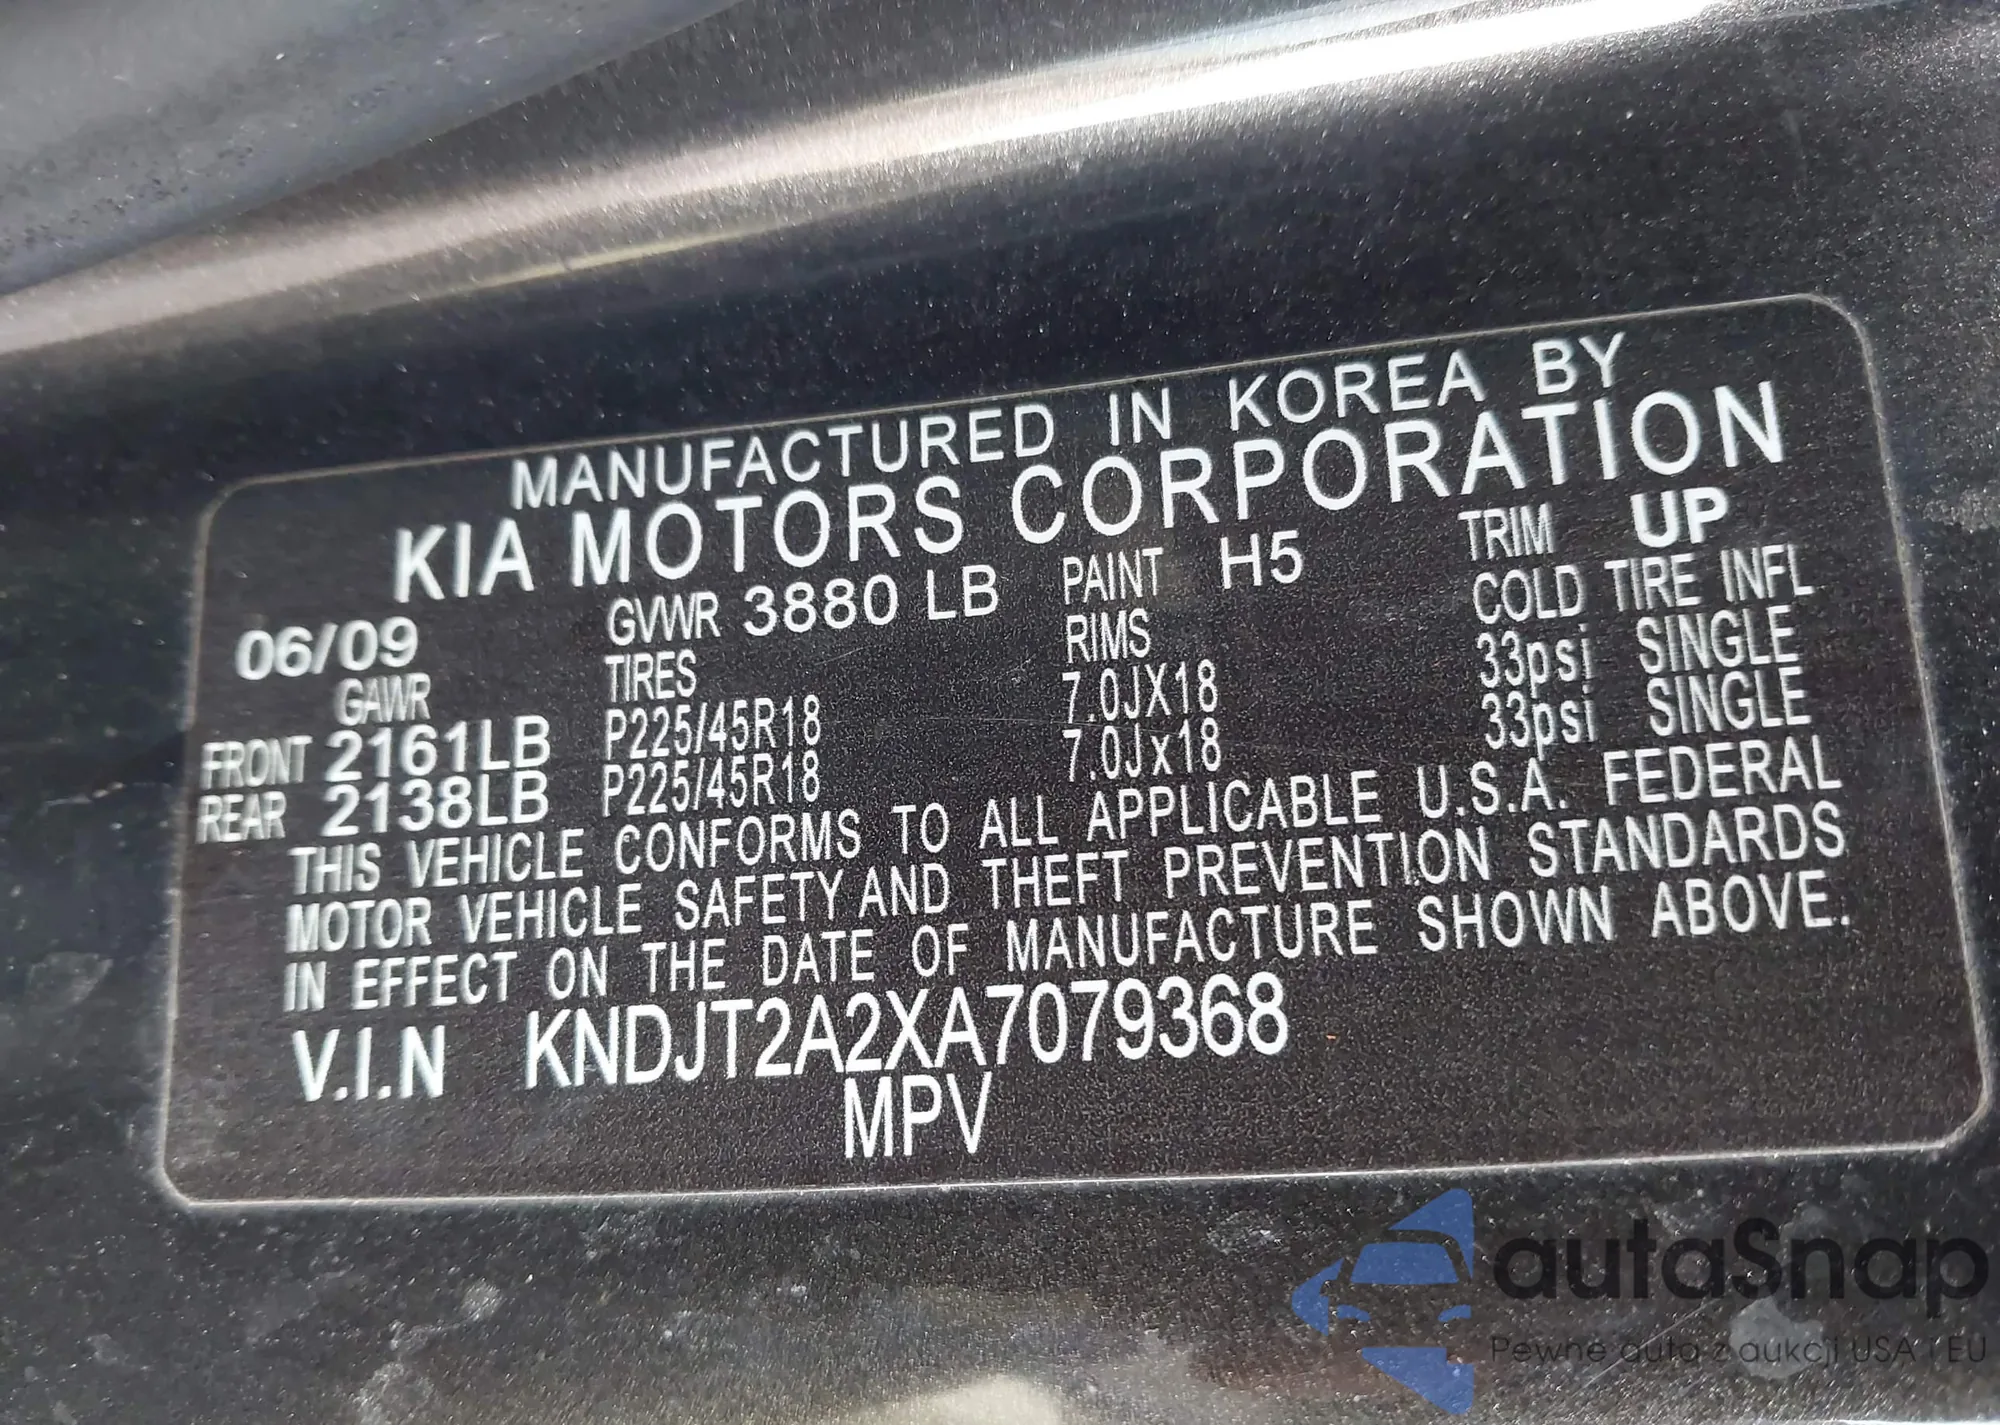 MANUFACTURED IN KOREA BY
KIA MOTORS CORPORATION
06/09 GVWR 3880 LB PAINT H5 TRIM UP
GAWR TIRES RIMS COLD TIRE INFL
FRONT 2161LB P225/45R18 7.0JX18 33psi SINGLE
REAR 2138LB P225/45R18 7.0Jx18 33psi SINGLE
THIS VEHICLE CONFORMS TO ALL APPLICABLE U.S.A. FEDERAL
MOTOR VEHICLE SAFETY AND THEFT PREVENTION STANDARDS
IN EFFECT ON THE DATE OF MANUFACTURE SHOWN ABOVE.
V.I.N KNDJT2A2XA7079368
MPV
autaSnap
Pewne auta z aukcji USA i EU